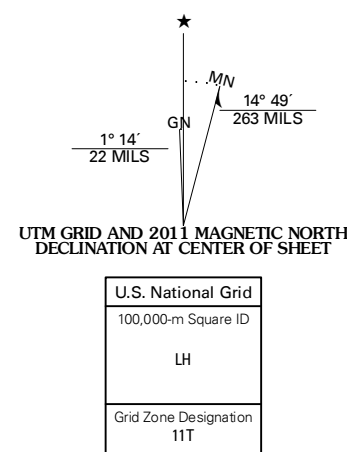 ★
MN
GN
14° 49´
263 MILS
1° 14´
22 MILS
UTM GRID AND 2011 MAGNETIC NORTH
DECLINATION AT CENTER OF SHEET
U.S. National Grid
100,000-m Square ID
LH
Grid Zone Designation
11T